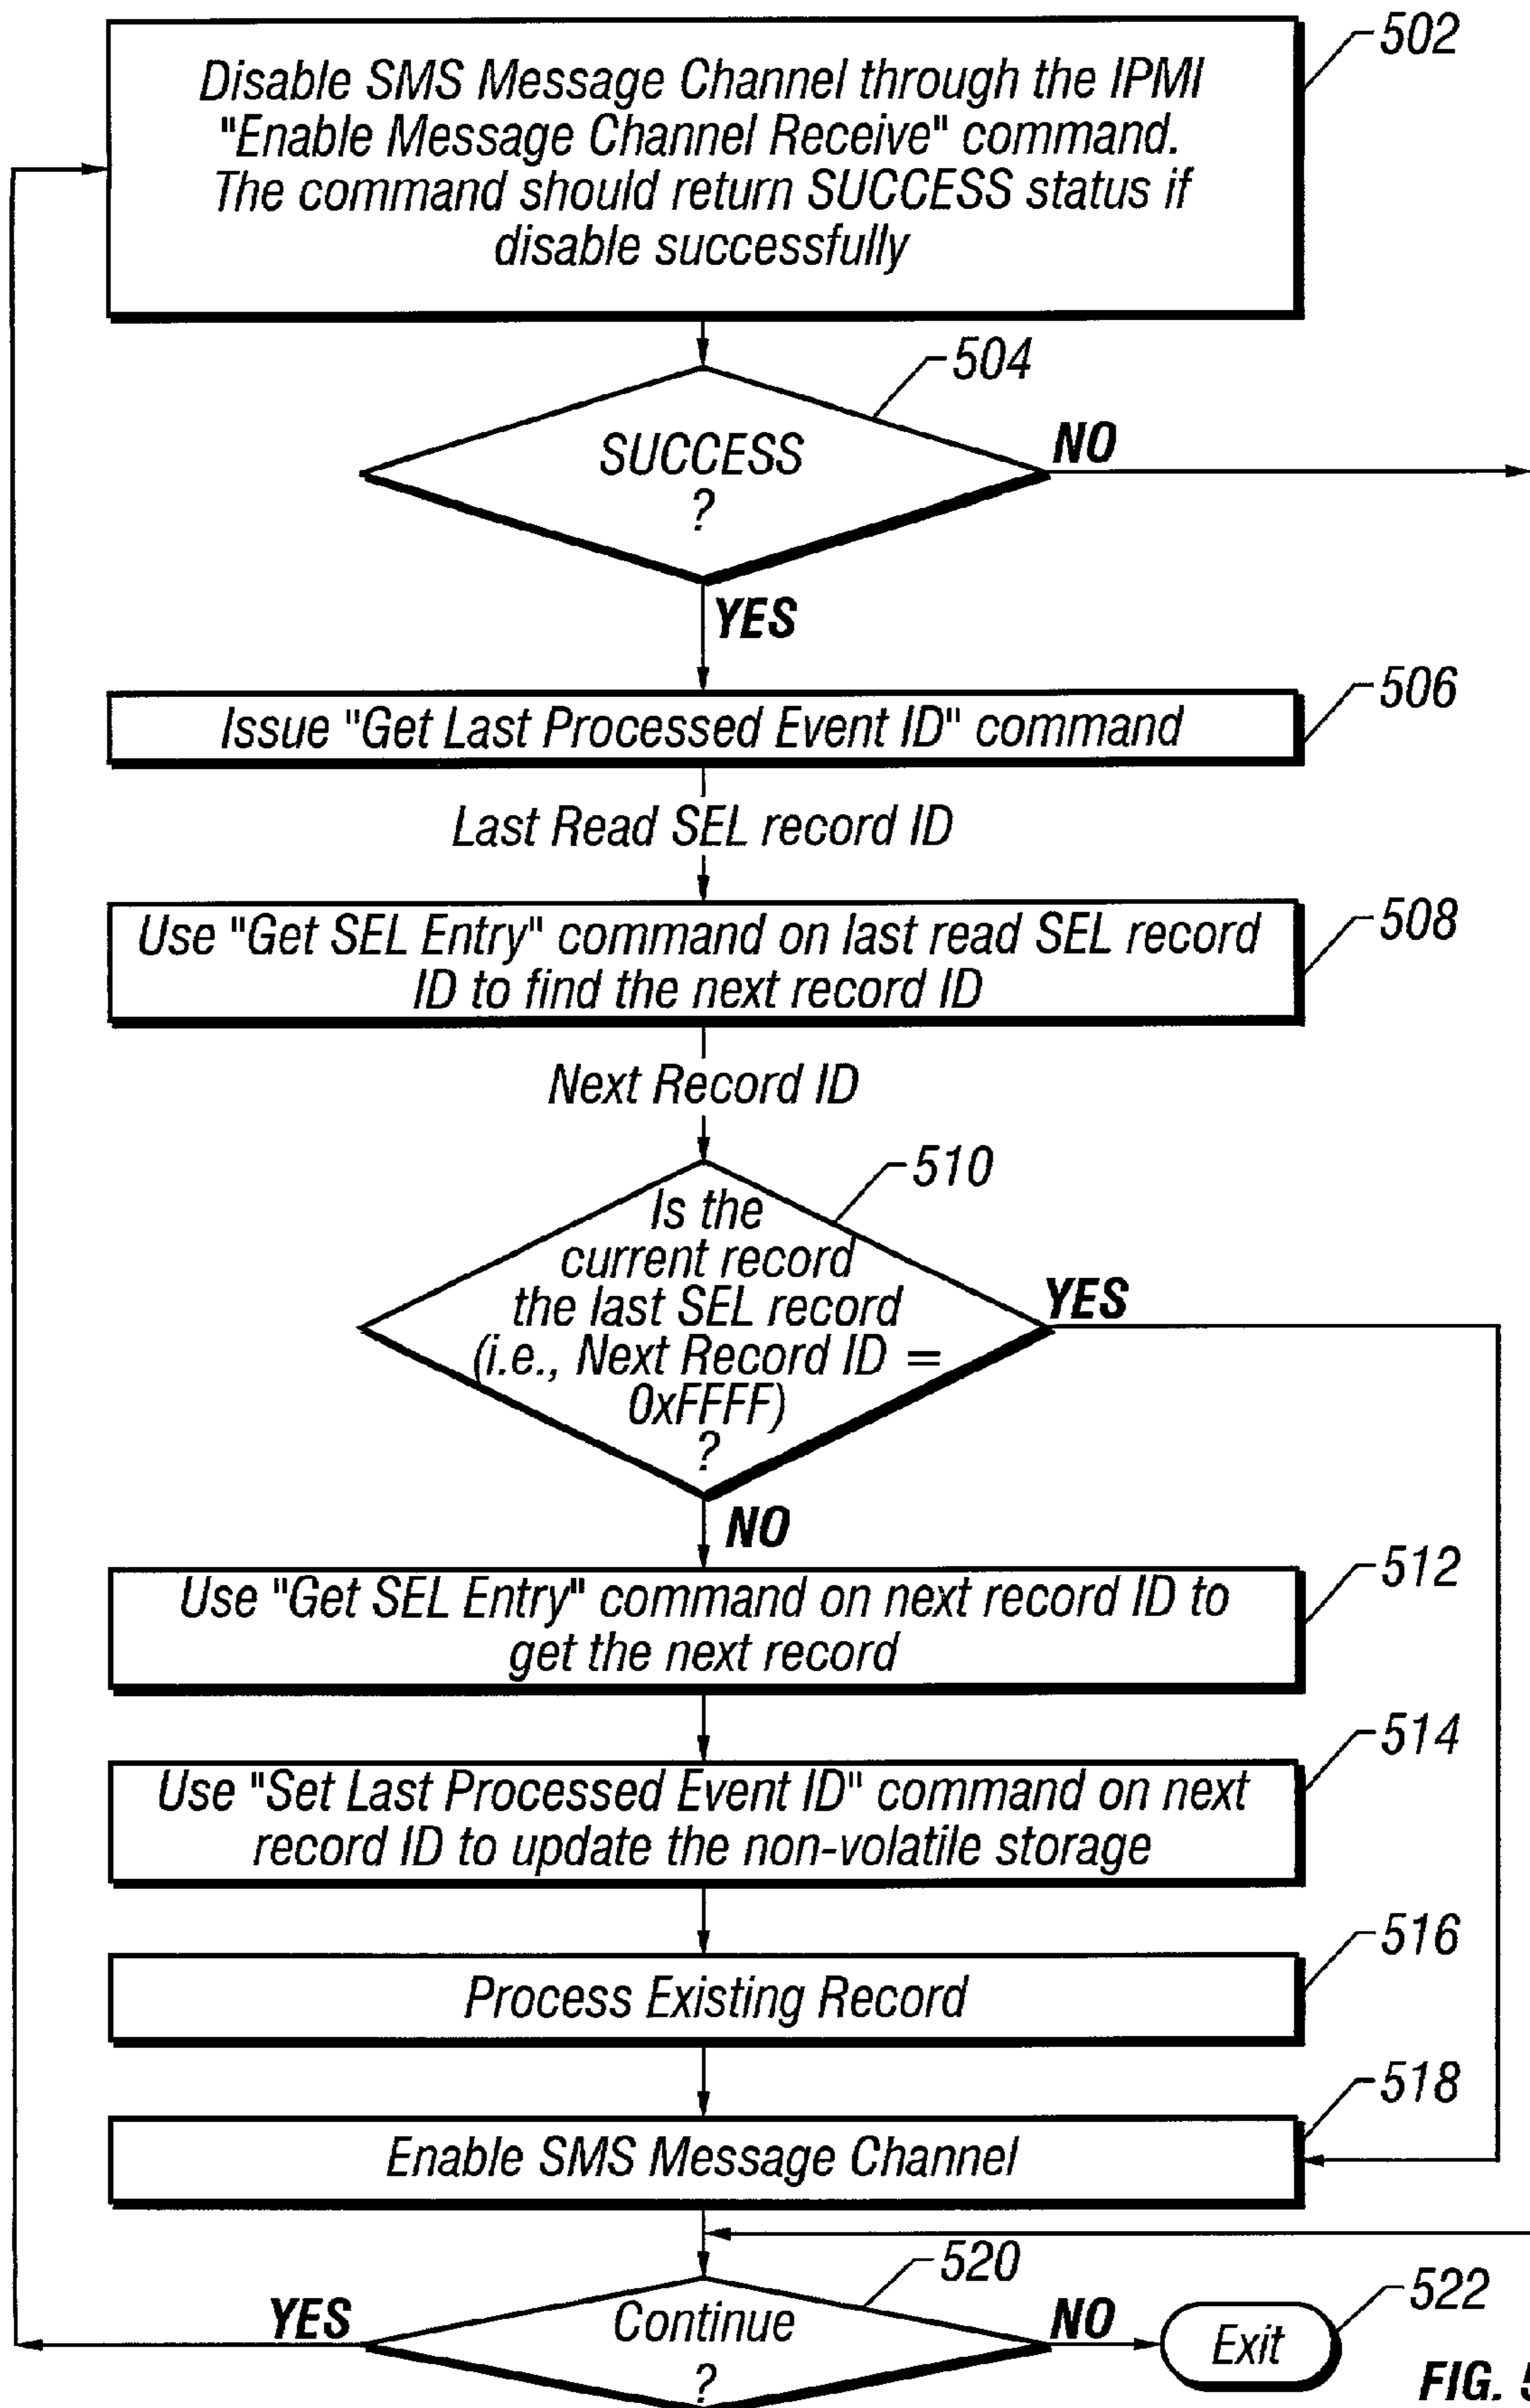 502
Disable SMS Message Channel through the IPMI
"Enable Message Channel Receive" command.
The command should return SUCCESS status if
disable successfully
504
SUCCESS
?
NO
YES
506
Issue "Get Last Processed Event ID" command
Last Read SEL record ID
508
Use "Get SEL Entry" command on last read SEL record
ID to find the next record ID
Next Record ID
510
Is the
current record
the last SEL record
(i.e., Next Record ID =
0xFFFF)
?
YES
NO
512
Use "Get SEL Entry" command on next record ID to
get the next record
514
Use "Set Last Processed Event ID" command on next
record ID to update the non-volatile storage
516
Process Existing Record
518
Enable SMS Message Channel
520
YES
Continue
?
NO
522
Exit
FIG. 5